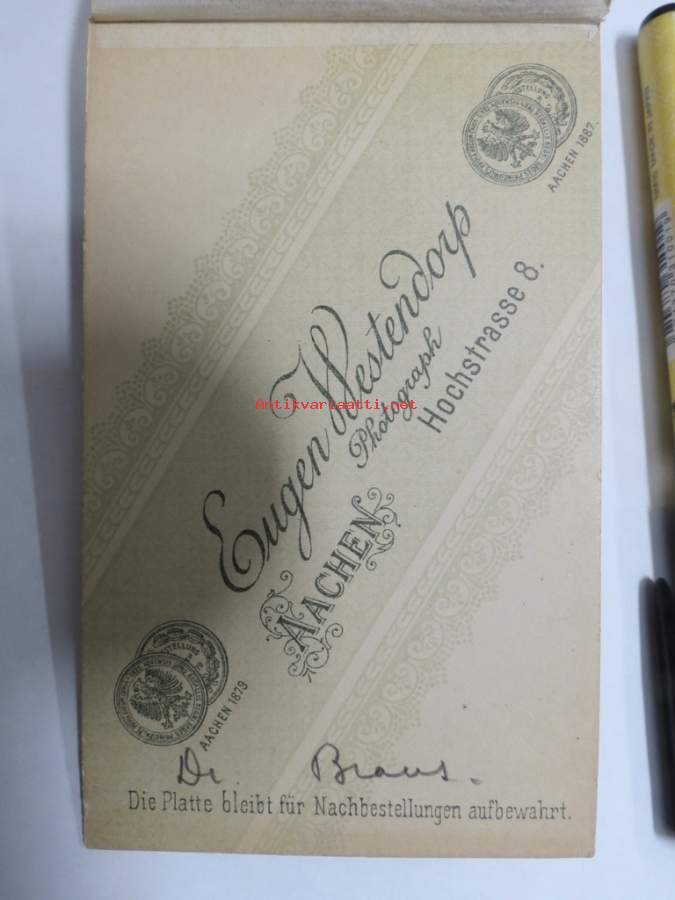 AACHEN 1887.
Eugen Westendorp
Photograph
Hochstrasse 8.
AACHEN
Antikvariaatti.net
AACHEN 1879
Dr. Braus.
Die Platte bleibt für Nachbestellungen aufbewahrt.